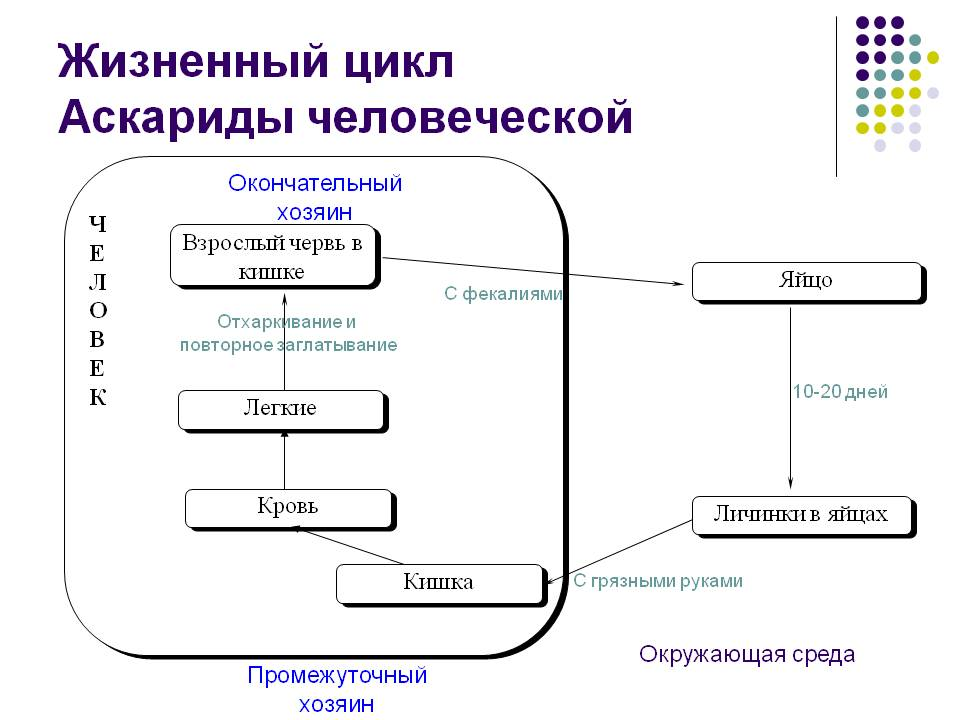 Жизненный цикл
Аскариды человеческой
Окончательный
хозяин
Ч
Е
Л
О
В
Е
К
Взрослый червь в
кишке
С фекалиями
Яйцо
Отхаркивание и
повторное заглатывание
10-20 дней
Легкие
Кровь
Личинки в яйцах
Кишка
С грязными руками
Окружающая среда
Промежуточный
хозяин